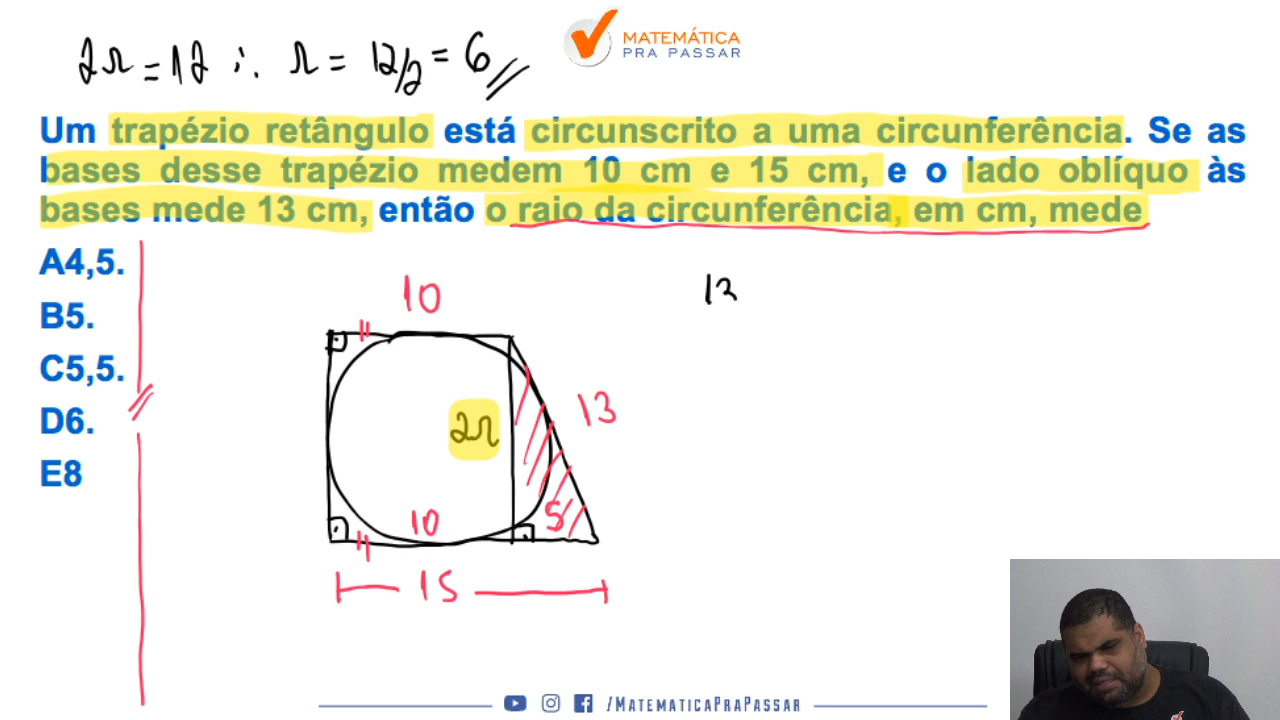 2r = 12 ∴ r = 12/2 = 6
MATEMÁTICA
PRA PASSAR
Um trapézio retângulo está circunscrito a uma circunferência. Se as
bases desse trapézio medem 10 cm e 15 cm, e o lado oblíquo às
bases mede 13 cm, então o raio da circunferência, em cm, mede
A4,5.
B5.
C5,5.
D6.
E8
10
13
13
2r
10
5
15
/MATEMATICAPRAPASSAR